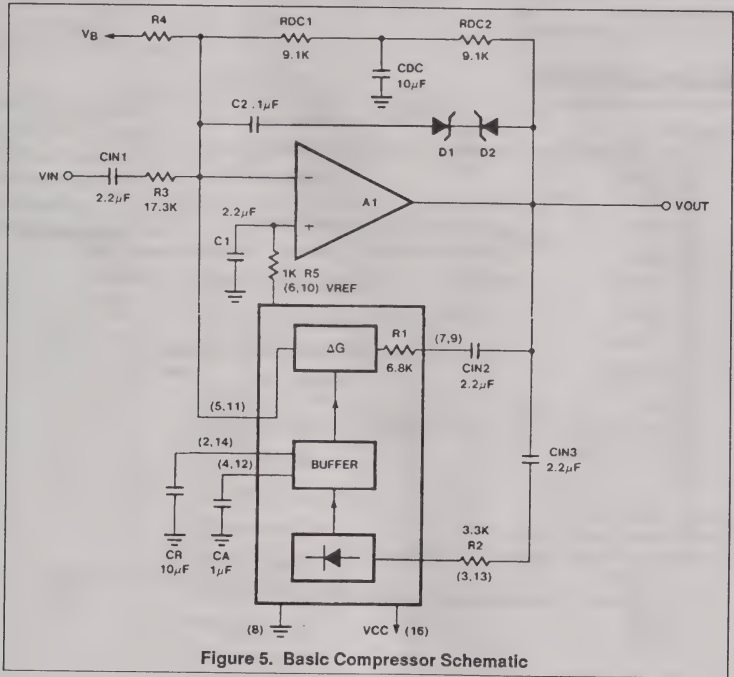 R4
RDC1
RDC2
VB
9.1K
9.1K
CDC
10µF
C2 .1µF
D1
D2
CIN1
VIN
2.2µF
R3
17.3K
−
A1
2.2µF
+
VOUT
C1
1K R5
(6,10) VREF
R1
(7,9)
ΔG
6.8K
CIN2
2.2µF
(5,11)
(2,14)
(4,12)
BUFFER
CIN3
2.2µF
3.3K
R2
(3,13)
CR
10µF
CA
1µF
(8)
VCC
(16)
Figure 5. Basic Compressor Schematic